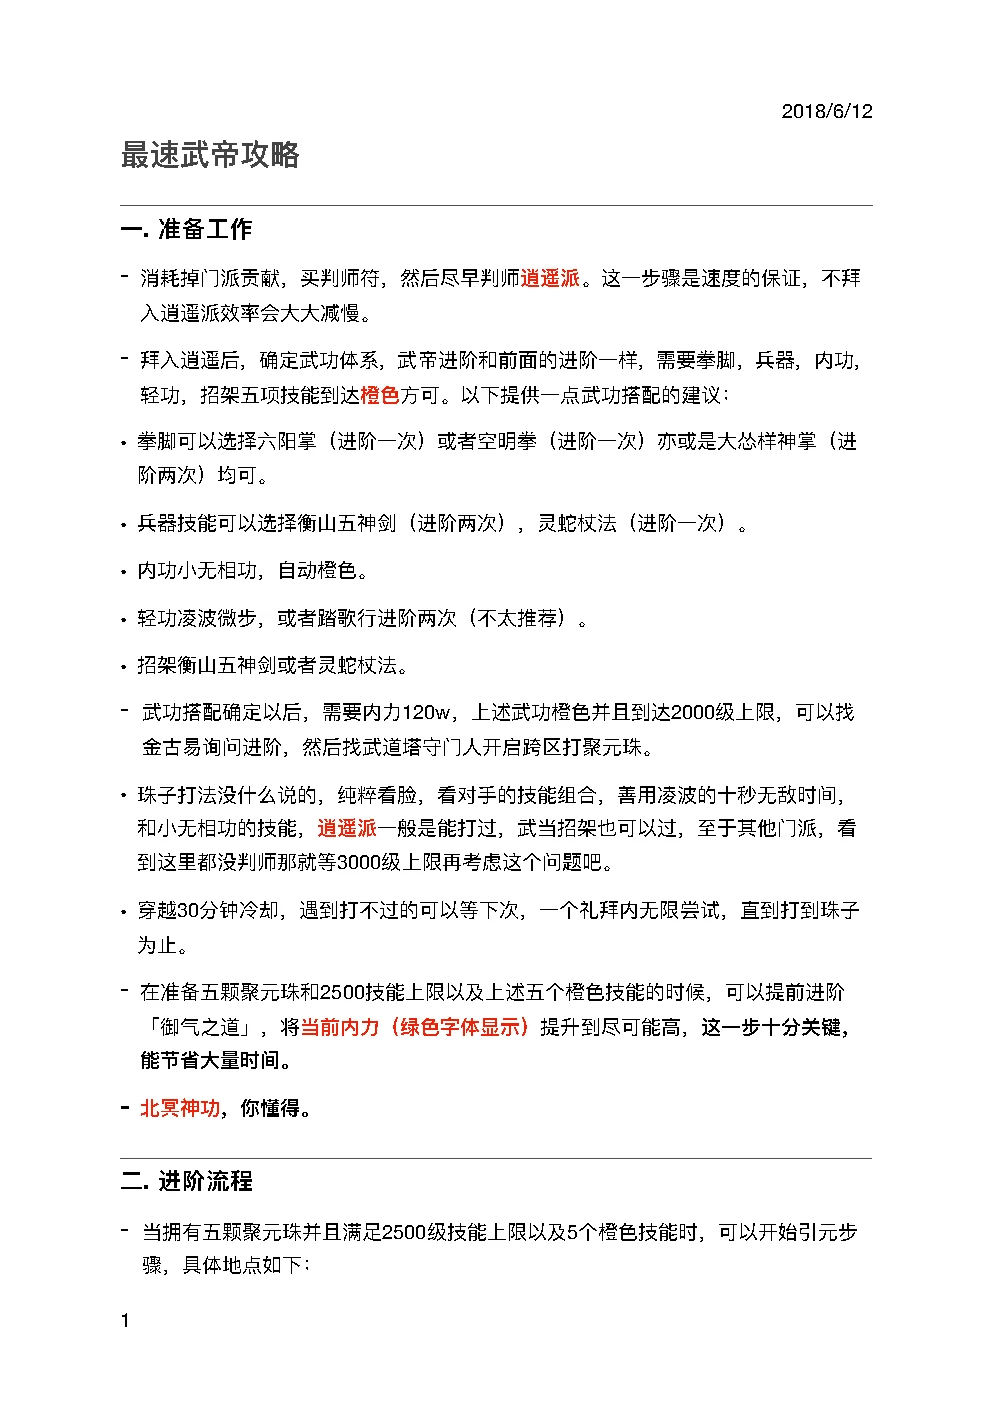 2018/6/12
最速武帝攻略
一. 准备工作
- 消耗掉门派贡献，买判师符，然后尽早判师逍遥派。这一步骤是速度的保证，不拜
入逍遥派效率会大大减慢。
- 拜入逍遥后，确定武功体系，武帝进阶和前面的进阶一样，需要拳脚，兵器，内功，
轻功，招架五项技能到达橙色方可。以下提供一点武功搭配的建议：
• 拳脚可以选择六阳掌（进阶一次）或者空明拳（进阶一次）亦或是大怂样神掌（进
阶两次）均可。
• 兵器技能可以选择衡山五神剑（进阶两次），灵蛇杖法（进阶一次）。
• 内功小无相功，自动橙色。
• 轻功凌波微步，或者踏歌行进阶两次（不太推荐）。
• 招架衡山五神剑或者灵蛇杖法。
- 武功搭配确定以后，需要内力120w，上述武功橙色并且到达2000级上限，可以找
金古易询问进阶，然后找武道塔守门人开启跨区打聚元珠。
• 珠子打法没什么说的，纯粹看脸，看对手的技能组合，善用凌波的十秒无敌时间，
和小无相功的技能，逍遥派一般是能打过，武当招架也可以过，至于其他门派，看
到这里都没判师那就等3000级上限再考虑这个问题吧。
• 穿越30分钟冷却，遇到打不过的可以等下次，一个礼拜内无限尝试，直到打到珠子
为止。
- 在准备五颗聚元珠和2500技能上限以及上述五个橙色技能的时候，可以提前进阶
「御气之道」，将当前内力（绿色字体显示）提升到尽可能高，这一步十分关键，
能节省大量时间。
- 北冥神功，你懂得。
二. 进阶流程
- 当拥有五颗聚元珠并且满足2500级技能上限以及5个橙色技能时，可以开始引元步
骤，具体地点如下：
1